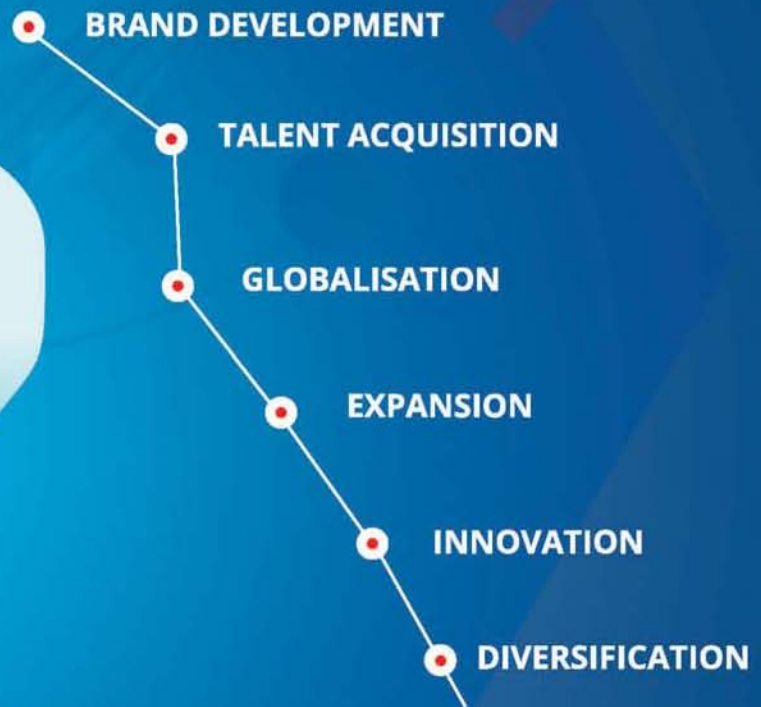 BRAND DEVELOPMENT
TALENT ACQUISITION
GLOBALISATION
EXPANSION
INNOVATION
DIVERSIFICATION